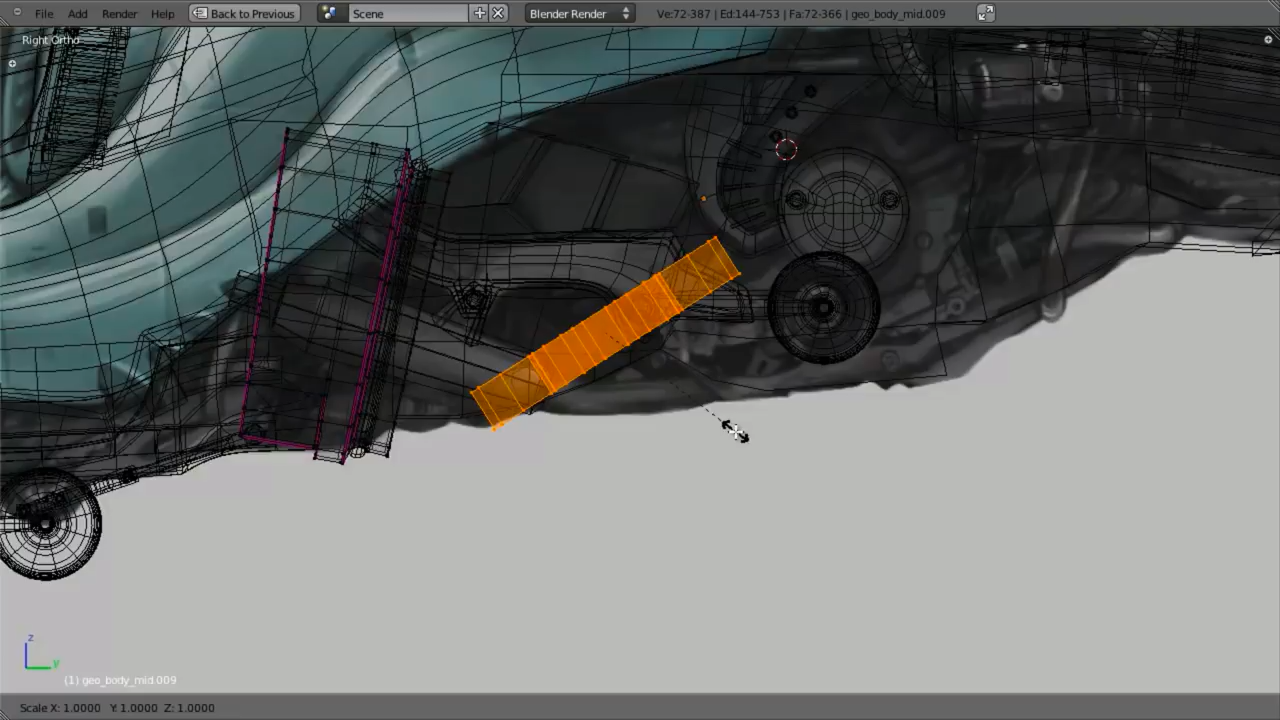 File Add Render Help Back to Previous Scene Blender Render Ve:72-387 | Ed:144-753 | Fa:72-366 | geo_body_mid.009
Right Ortho
z
y
(1) geo_body_mid.009
Scale X: 1.0000 Y: 1.0000 Z: 1.0000